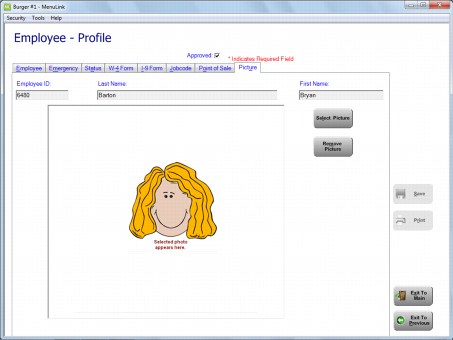 Burger #1 - MenuLink
Security Tools Help
Employee - Profile
Approved:
* Indicates Required Field
Employee Emergency Status W-4 Form I-9 Form Jobcode Point of Sale Picture
Employee ID: Last Name: First Name:
6480 Barton Bryan
Select Picture
Remove
Picture
Selected photo
appears here.
Save
Print
Exit To
Main
Exit To
Previous